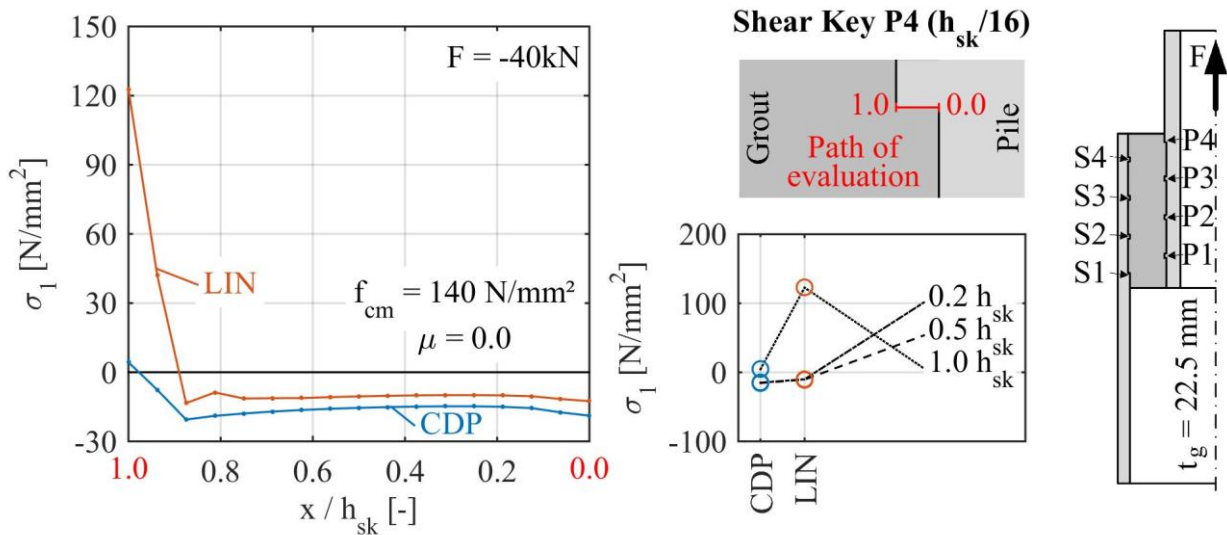 150
120
90
60
30
0
-30
σ₁ [N/mm²]
F = -40kN
LIN
f_cm = 140 N/mm²
μ = 0.0
CDP
1.0
0.8
0.6
0.4
0.2
0.0
x / h_sk [-]
Shear Key P4 (h_sk/16)
Grout
1.0
0.0
Path of
evaluation
Pile
200
100
0
-100
σ₁ [N/mm²]
0.2 h_sk
0.5 h_sk
1.0 h_sk
CDP
LIN
F
S4
S3
S2
S1
P4
P3
P2
P1
t_g = 22.5 mm